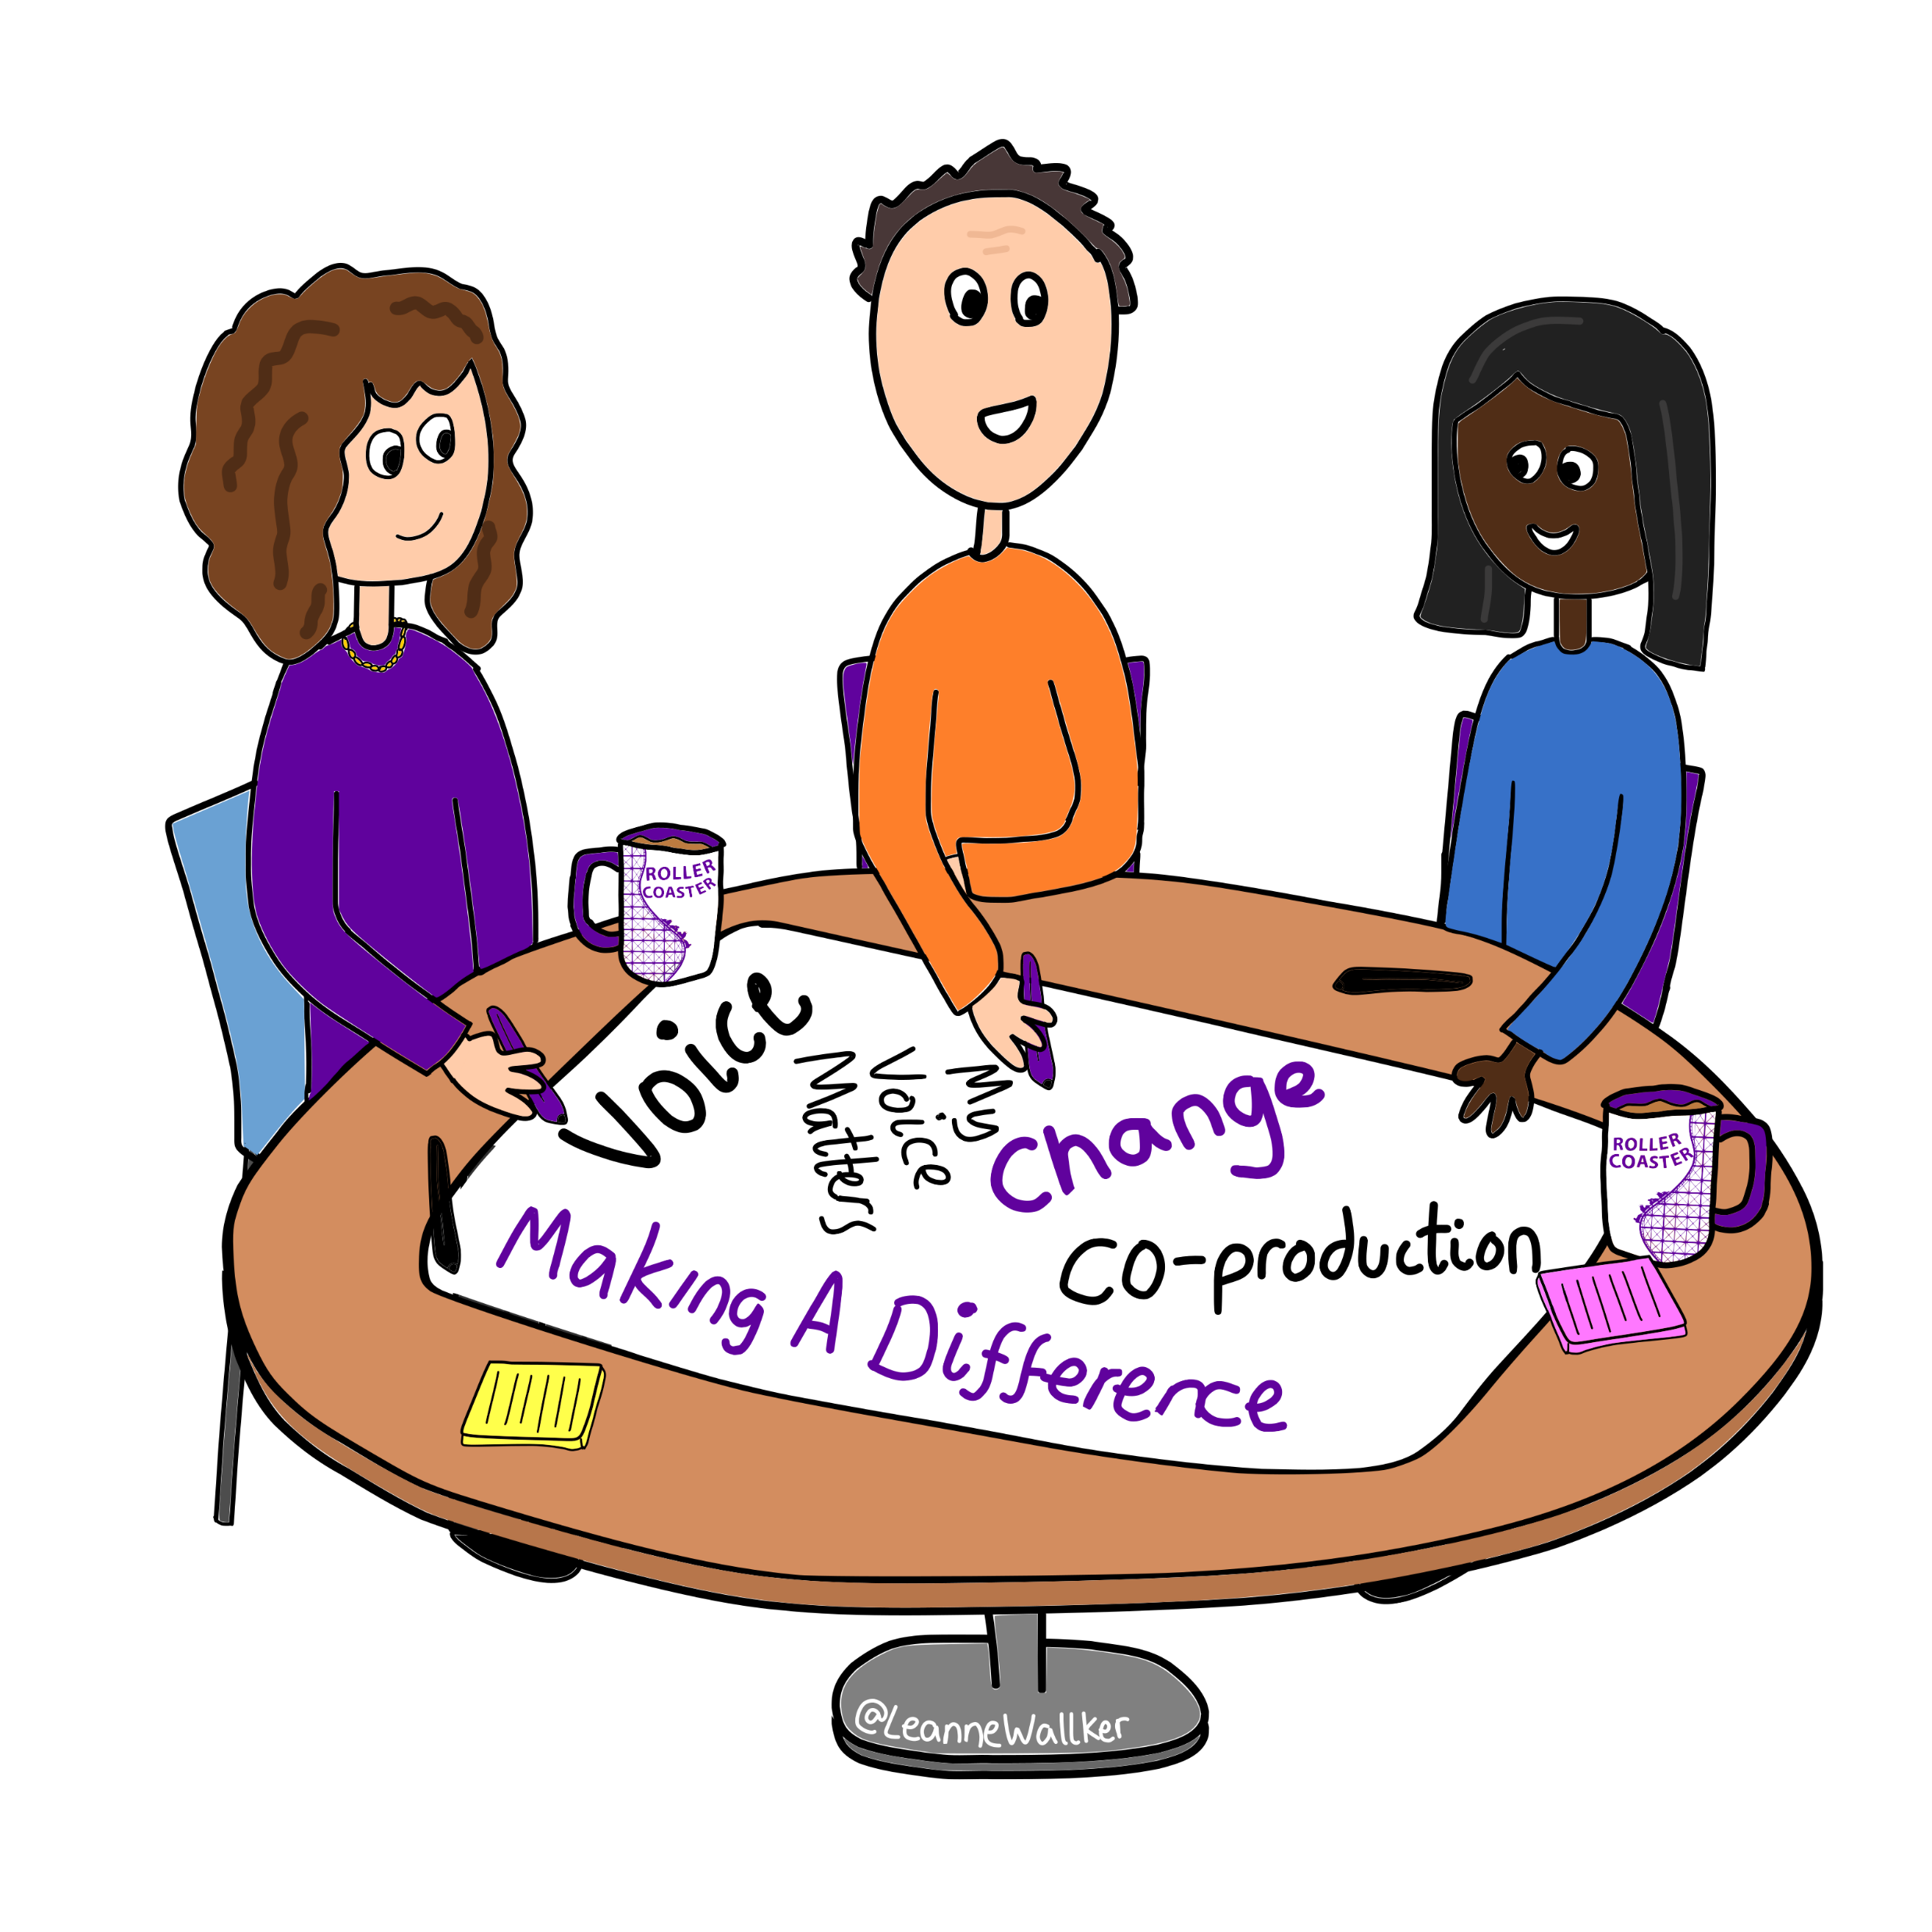 ROLLER
COASTER
Voice
My
Voice
Matters
Change
Co-production
Making A Difference
ROLLER
COASTER
@LeanneWallker